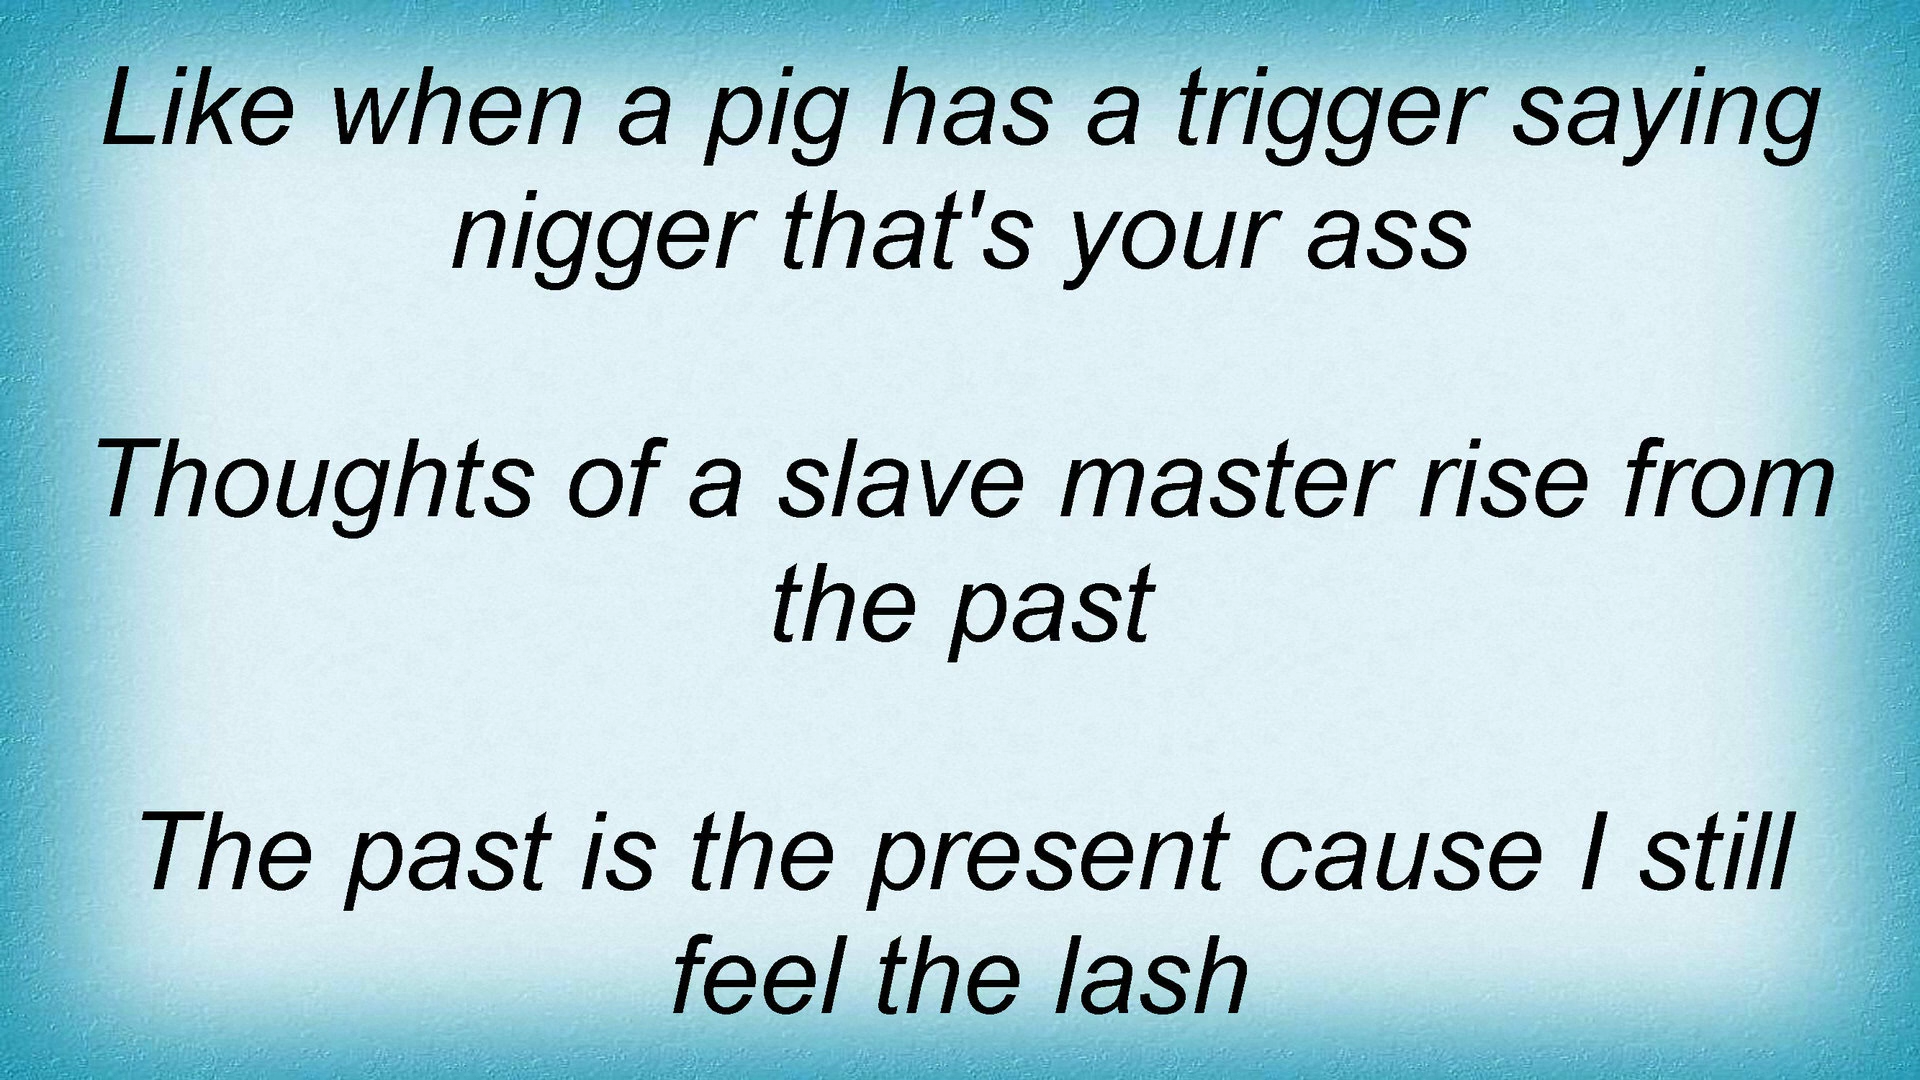 Like when a pig has a trigger saying
nigger that's your ass
Thoughts of a slave master rise from
the past
The past is the present cause I still
feel the lash